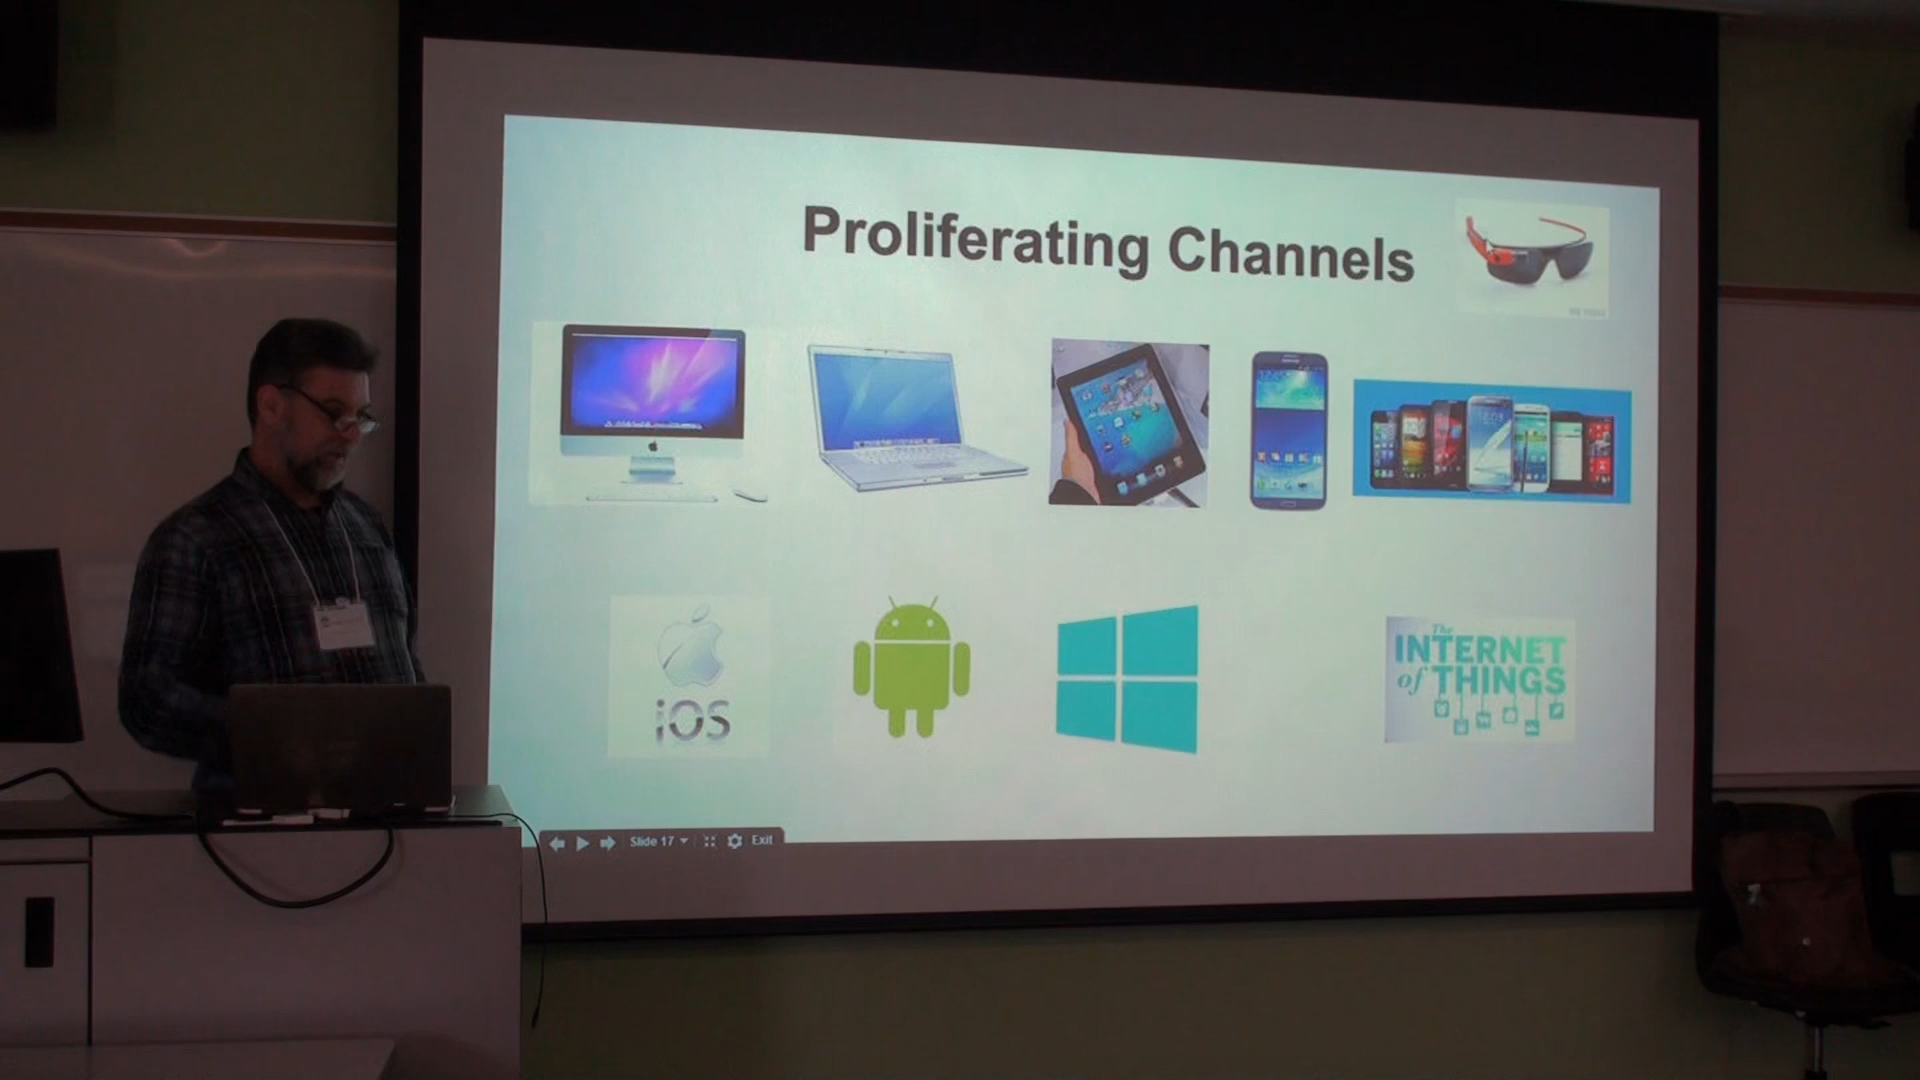 Proliferating Channels
iOS
The
INTERNET
of THINGS
Slide 17
Exit